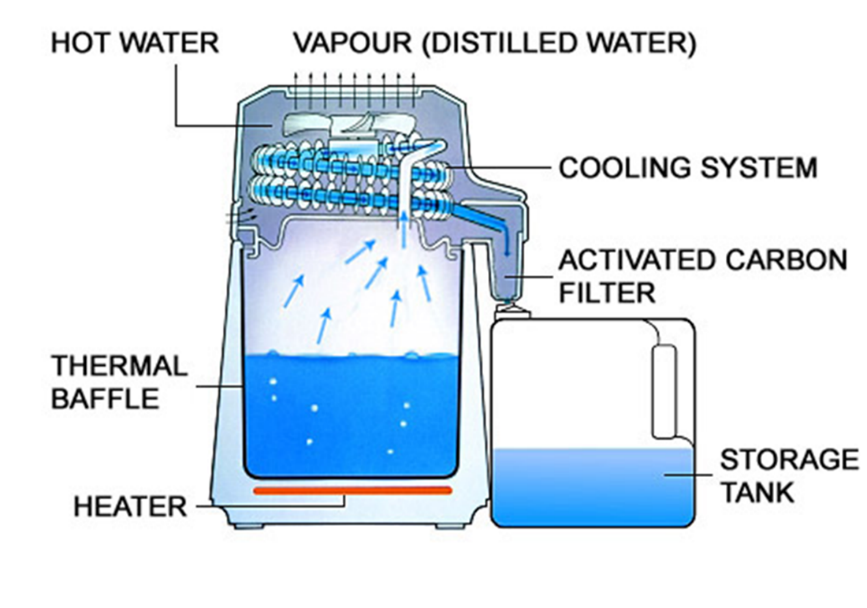 HOT WATER
VAPOUR (DISTILLED WATER)
COOLING SYSTEM
ACTIVATED CARBON
FILTER
THERMAL
BAFFLE
STORAGE
TANK
HEATER